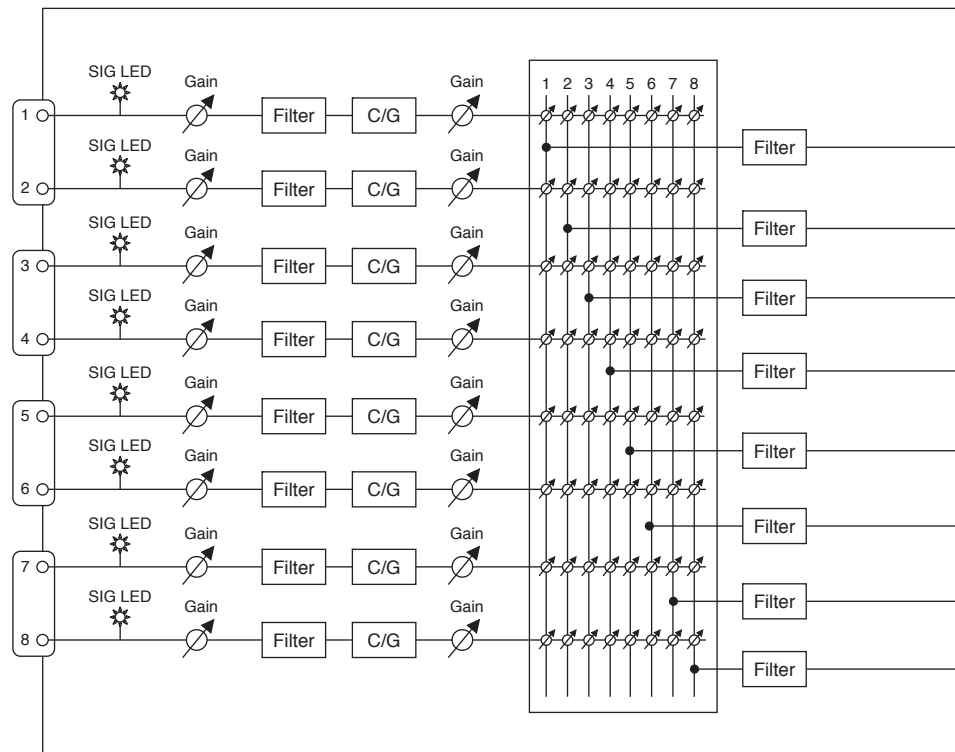 SIG LED
Gain
Gain
1 2 3 4 5 6 7 8
1
Filter
C/G
Filter
SIG LED
Gain
Gain
2
Filter
C/G
Filter
SIG LED
Gain
Gain
3
Filter
C/G
Filter
SIG LED
Gain
Gain
4
Filter
C/G
Filter
SIG LED
Gain
Gain
5
Filter
C/G
Filter
SIG LED
Gain
Gain
6
Filter
C/G
Filter
SIG LED
Gain
Gain
7
Filter
C/G
Filter
SIG LED
Gain
Gain
8
Filter
C/G
Filter